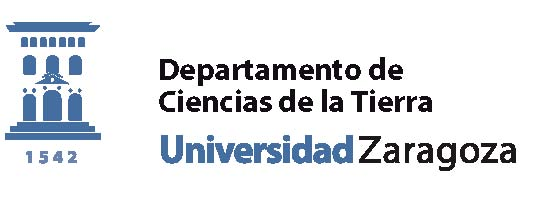 Departamento de
Ciencias de la Tierra
Universidad Zaragoza
1542